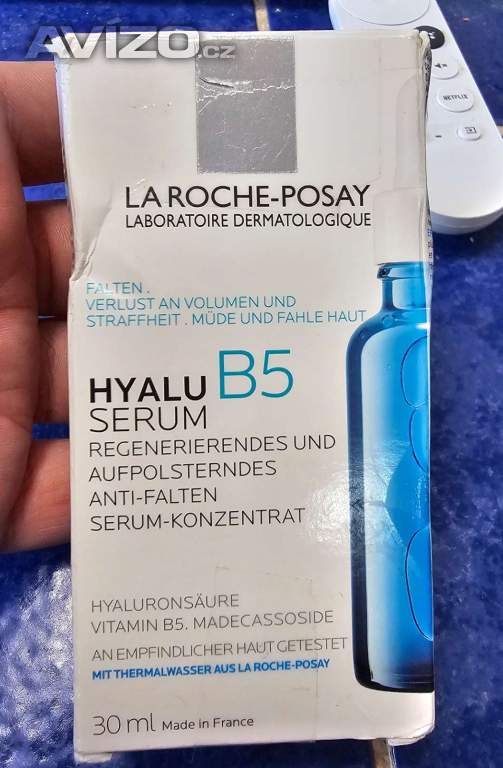 AVÍZO.cz
LA ROCHE-POSAY
LABORATOIRE DERMATOLOGIQUE
FALTEN .
VERLUST AN VOLUMEN UND
STRAFFHEIT . MÜDE UND FAHLE HAUT
HYALU B5
SERUM
REGENERIERENDES UND
AUFPOLSTERNDES
ANTI-FALTEN
SERUM-KONZENTRAT
HYALURONSÄURE
VITAMIN B5. MADECASSOSIDE
AN EMPFINDLICHER HAUT GETESTET
MIT THERMALWASSER AUS LA ROCHE-POSAY
30 ml Made in France
NETFLIX